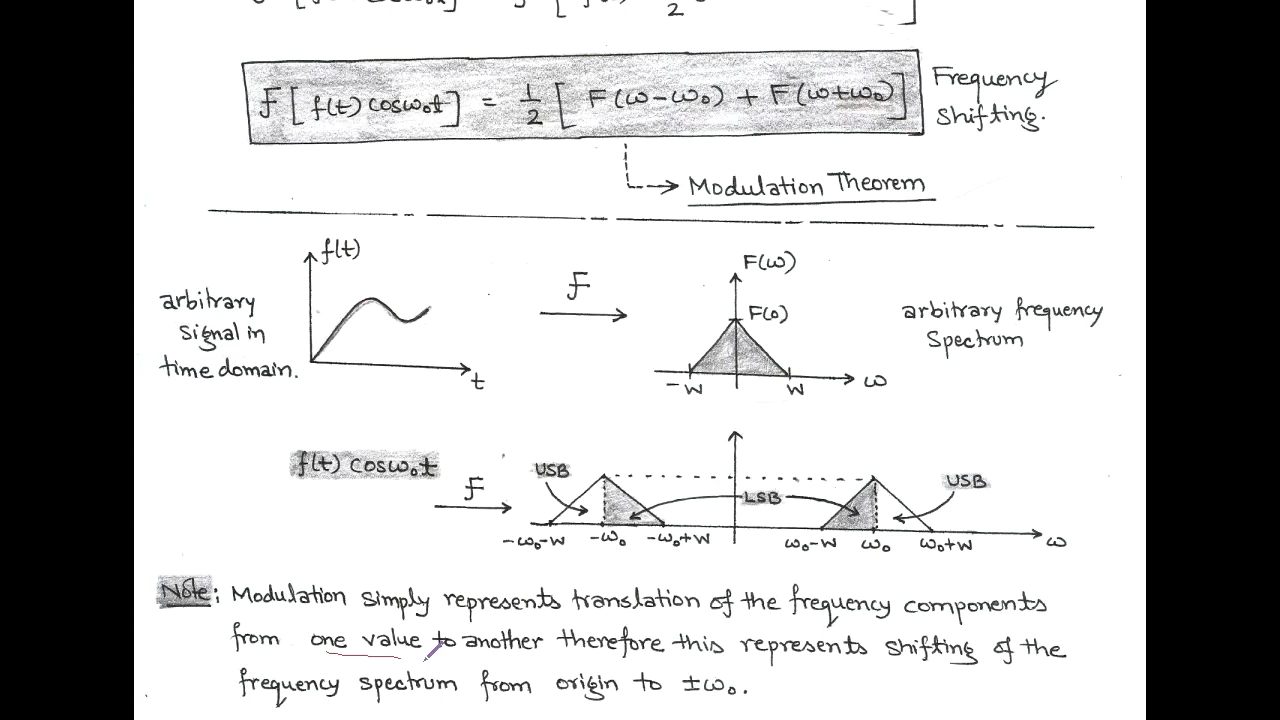 2
F[f(t) cosω₀t] = 1/2 [F(ω-ω₀) + F(ω+ω₀)]
Frequency
Shifting.
Modulation Theorem
f(t)
arbitrary
signal in
time domain.
t
F
F(ω)
F(0)
-W
W
ω
arbitrary frequency
Spectrum
f(t) cosω₀t
F
USB
LSB
USB
-ω₀-W
-ω₀
-ω₀+W
ω₀-W
ω₀
ω₀+W
ω
Note: Modulation simply represents translation of the frequency components
from one value to another therefore this represents shifting of the
frequency spectrum from origin to ±ω₀.